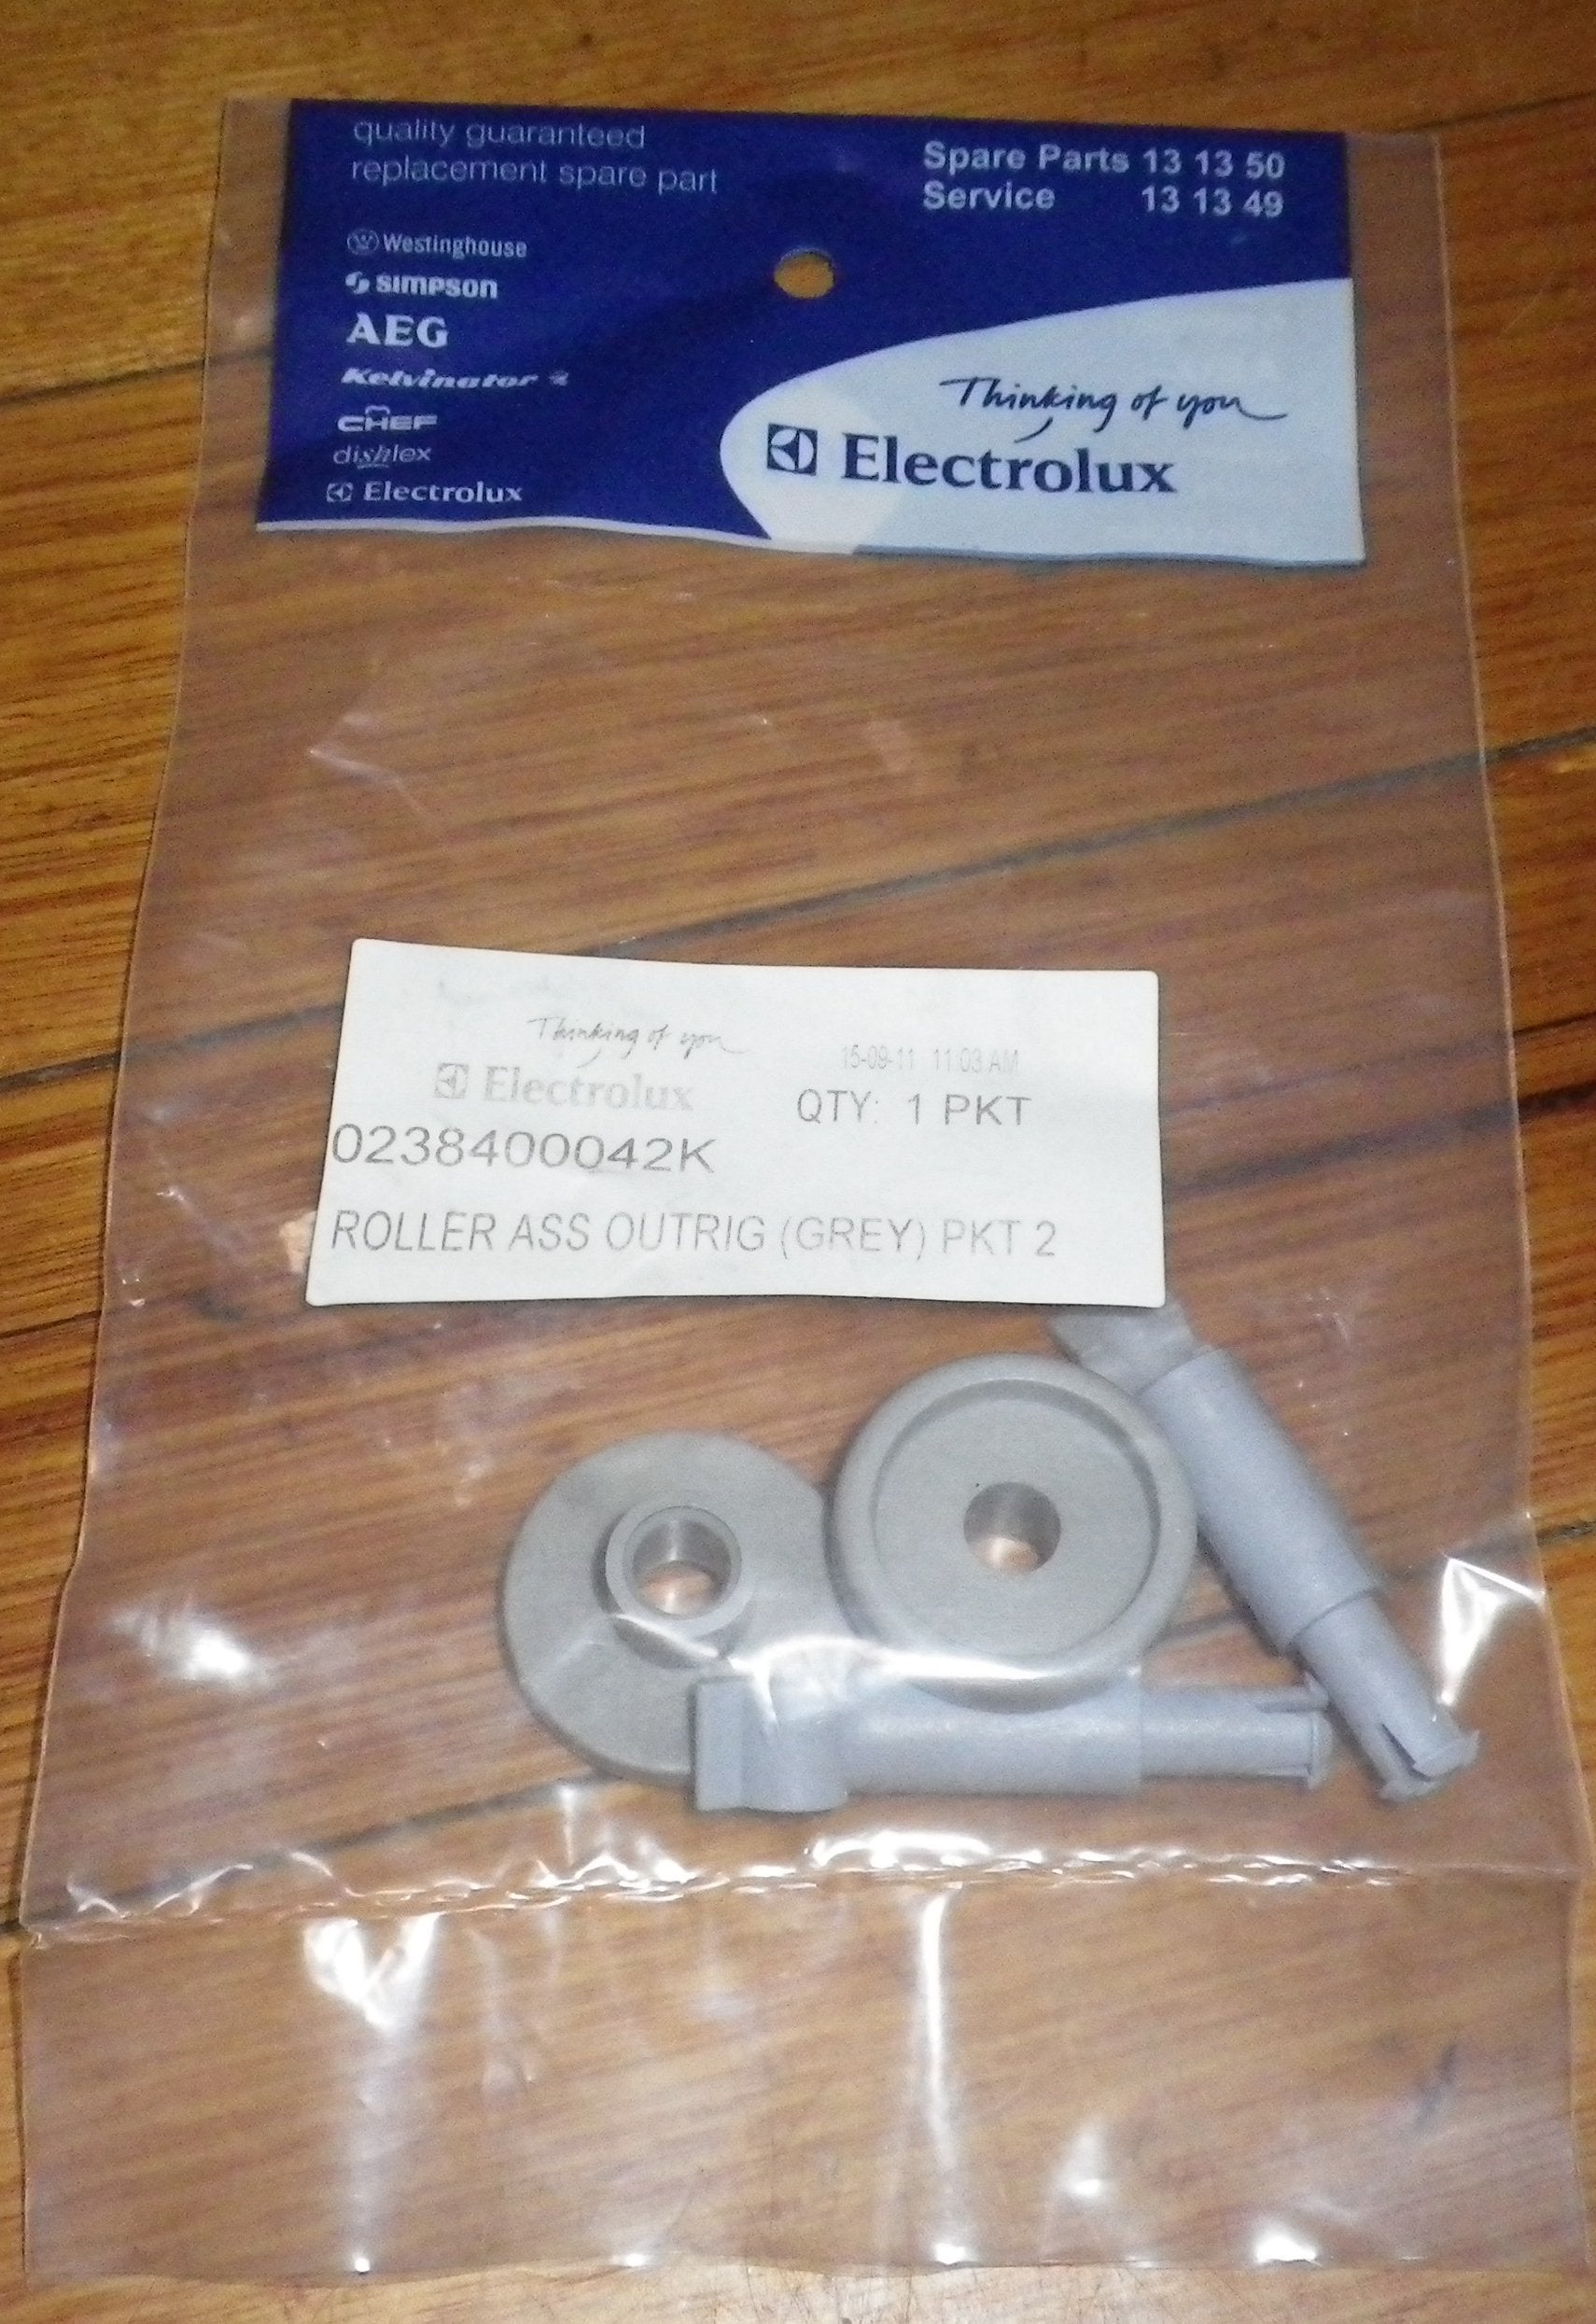 quality guaranteed
replacement spare part
Spare Parts 13 13 50
Service 13 13 49
Westinghouse
SIMPSON
AEG
Kelvinator
CHEF
dishlex
Electrolux
Thinking of you
Electrolux
Thinking of you
Electrolux
15-09-11 11:03 AM
QTY: 1 PKT
0238400042K
ROLLER ASS OUTRIG (GREY) PKT 2